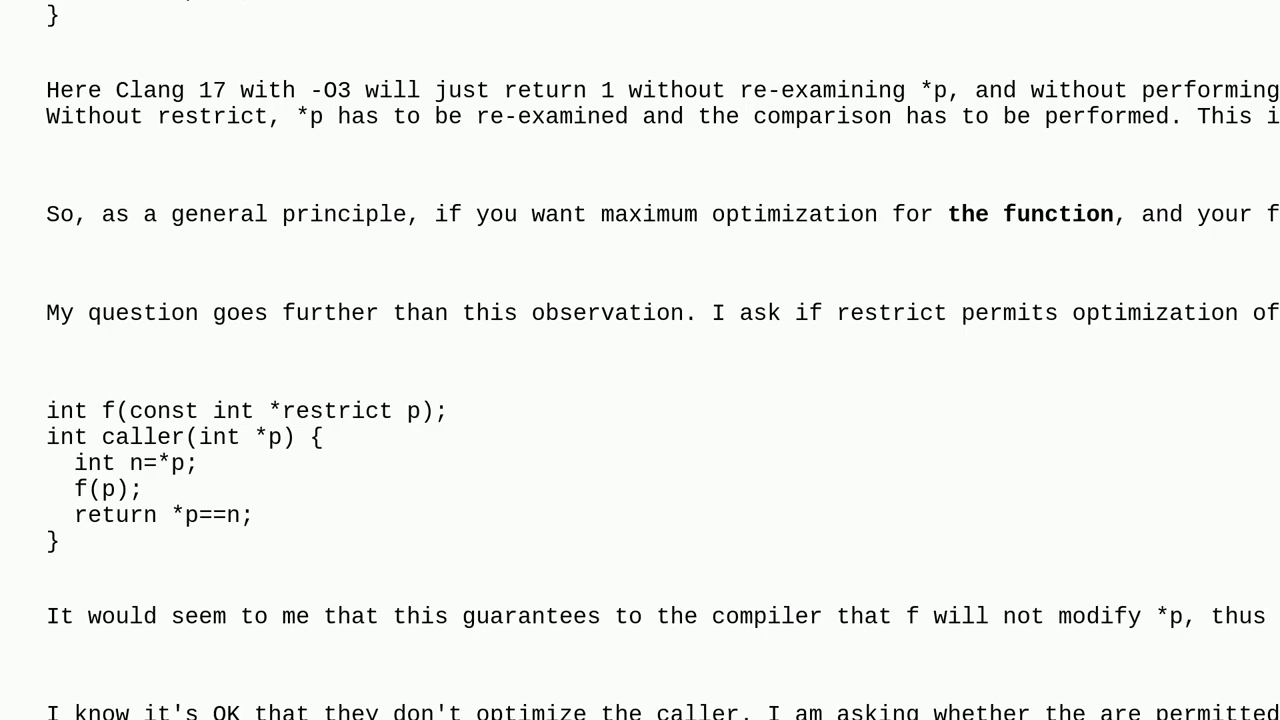 }
Here Clang 17 with -O3 will just return 1 without re-examining *p, and without performing
Without restrict, *p has to be re-examined and the comparison has to be performed. This i
So, as a general principle, if you want maximum optimization for the function, and your f
My question goes further than this observation. I ask if restrict permits optimization of
int f(const int *restrict p);
int caller(int *p) {
  int n=*p;
  f(p);
  return *p==n;
}
It would seem to me that this guarantees to the compiler that f will not modify *p, thus
I know it's OK that they don't optimize the caller. I am asking whether the are permitted